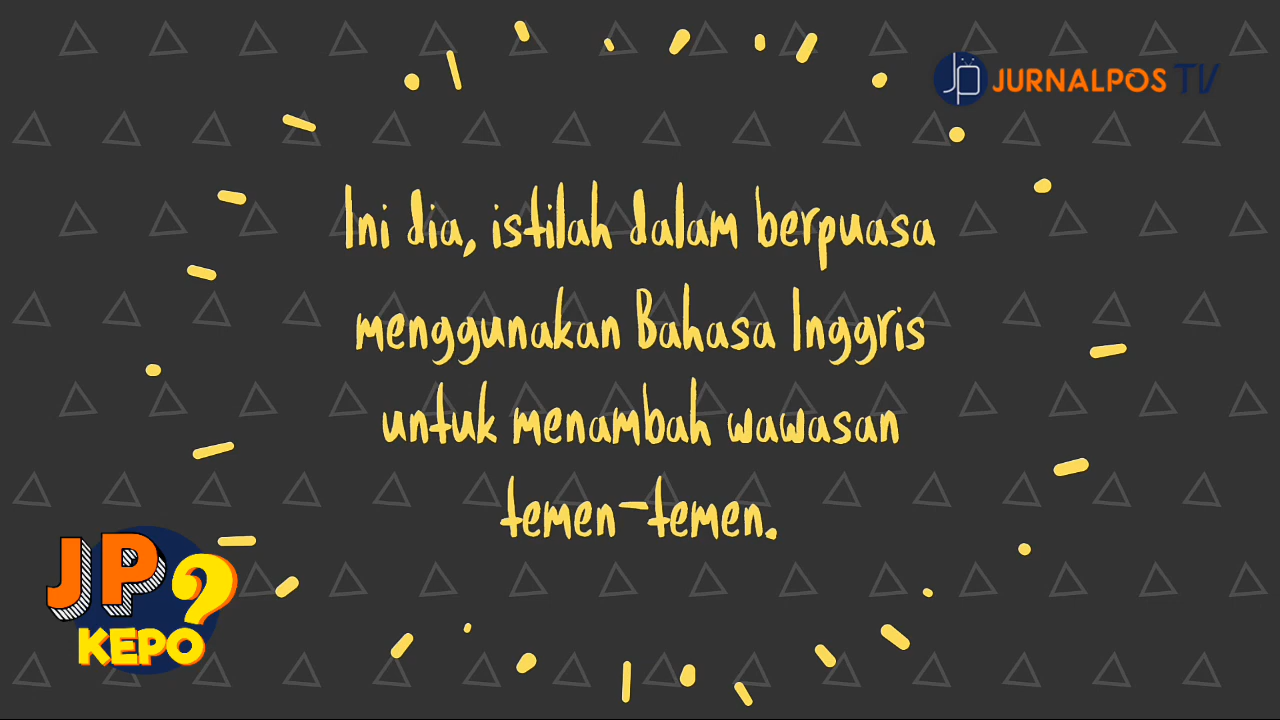 JURNALPOS TV
Ini dia, istilah dalam berpuasa
menggunakan Bahasa Inggris
untuk menambah wawasan
temen-temen.
JP?
KEPO